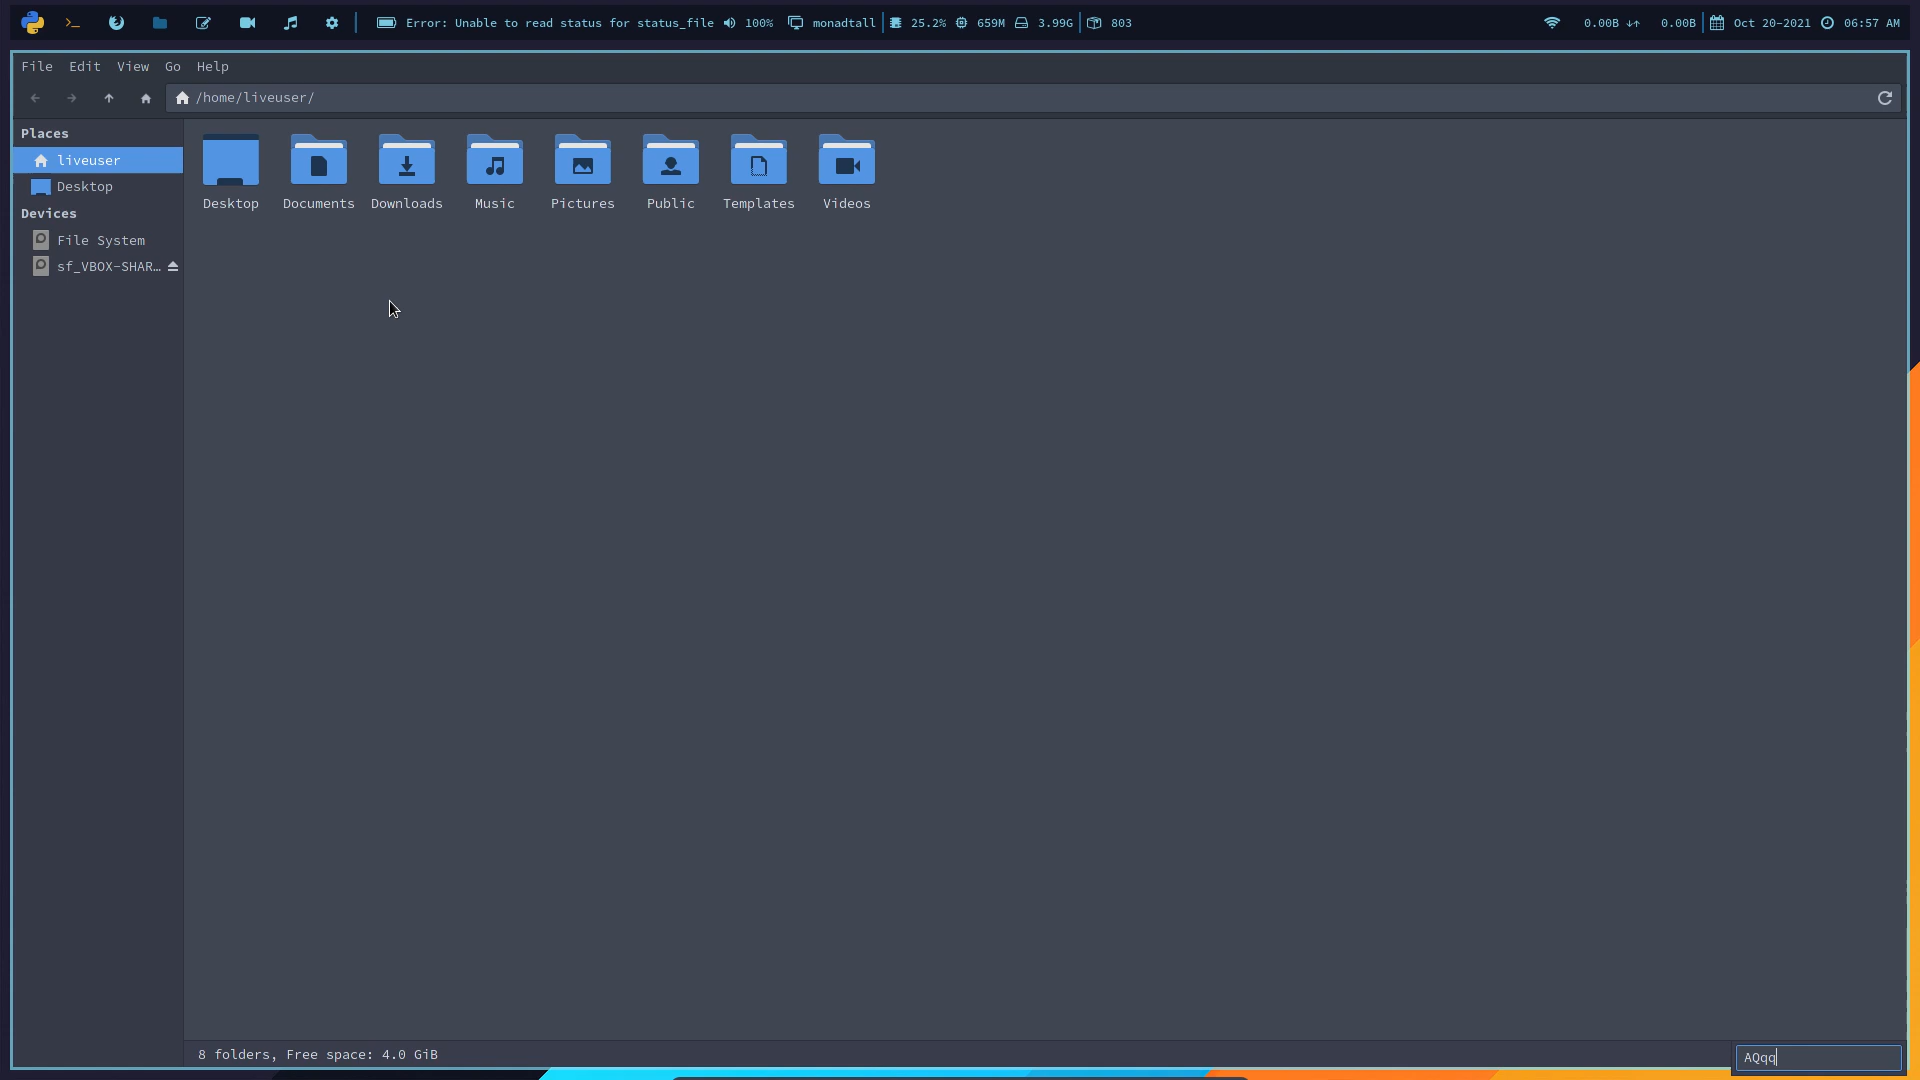 Error: Unable to read status for status_file 100% monadtall 25.2% 659M 3.99G 803 0.00B ↓↑ 0.00B Oct 20-2021 06:57 AM
File Edit View Go Help
/home/liveuser/
Places
liveuser
Desktop
Devices
File System
sf_VBOX-SHAR…
Desktop Documents Downloads Music Pictures Public Templates Videos
8 folders, Free space: 4.0 GiB
AQqq